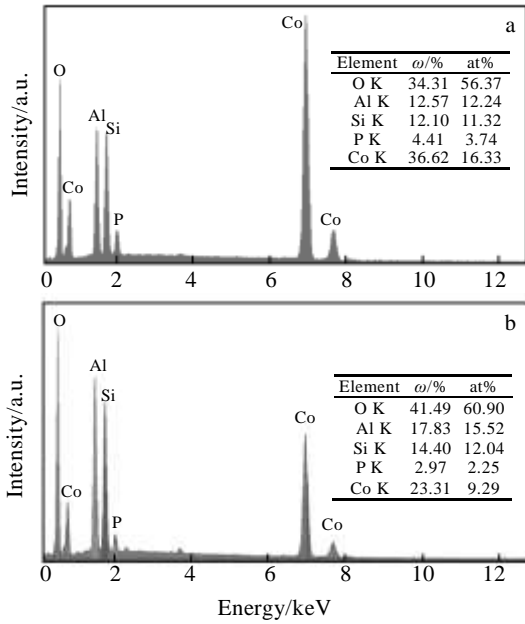 a
Co
O
Al
Si
Co
P
Co
Element ω/% at%
O K 34.31 56.37
Al K 12.57 12.24
Si K 12.10 11.32
P K 4.41 3.74
Co K 36.62 16.33
Intensity/a.u.
0 2 4 6 8 10 12
b
O
Al
Si
Co
P
Co
Co
Element ω/% at%
O K 41.49 60.90
Al K 17.83 15.52
Si K 14.40 12.04
P K 2.97 2.25
Co K 23.31 9.29
Intensity/a.u.
0 2 4 6 8 10 12
Energy/keV